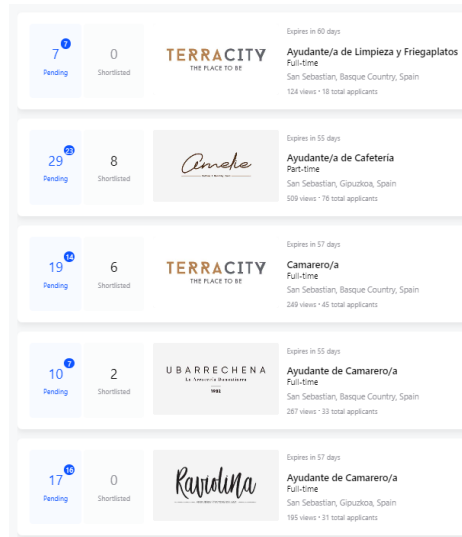 Expires in 60 days
7
7
Pending
0
Shortlisted
TERRACITY
THE PLACE TO BE
Ayudante/a de Limpieza y Friegaplatos
Full-time
San Sebastian, Basque Country, Spain
124 views • 18 total applicants
Expires in 55 days
29
23
Pending
8
Shortlisted
Amelie
Ayudante/a de Cafetería
Part-time
San Sebastian, Gipuzkoa, Spain
509 views • 76 total applicants
Expires in 57 days
19
14
Pending
6
Shortlisted
TERRACITY
THE PLACE TO BE
Camarero/a
Full-time
San Sebastian, Basque Country, Spain
249 views • 45 total applicants
Expires in 55 days
10
7
Pending
2
Shortlisted
UBARRECHENA
1901
Ayudante de Camarero/a
Full-time
San Sebastian, Basque Country, Spain
267 views • 33 total applicants
Expires in 57 days
17
16
Pending
0
Shortlisted
Raviolina
Ayudante de Camarero/a
Full-time
San Sebastian, Gipuzkoa, Spain
195 views • 31 total applicants